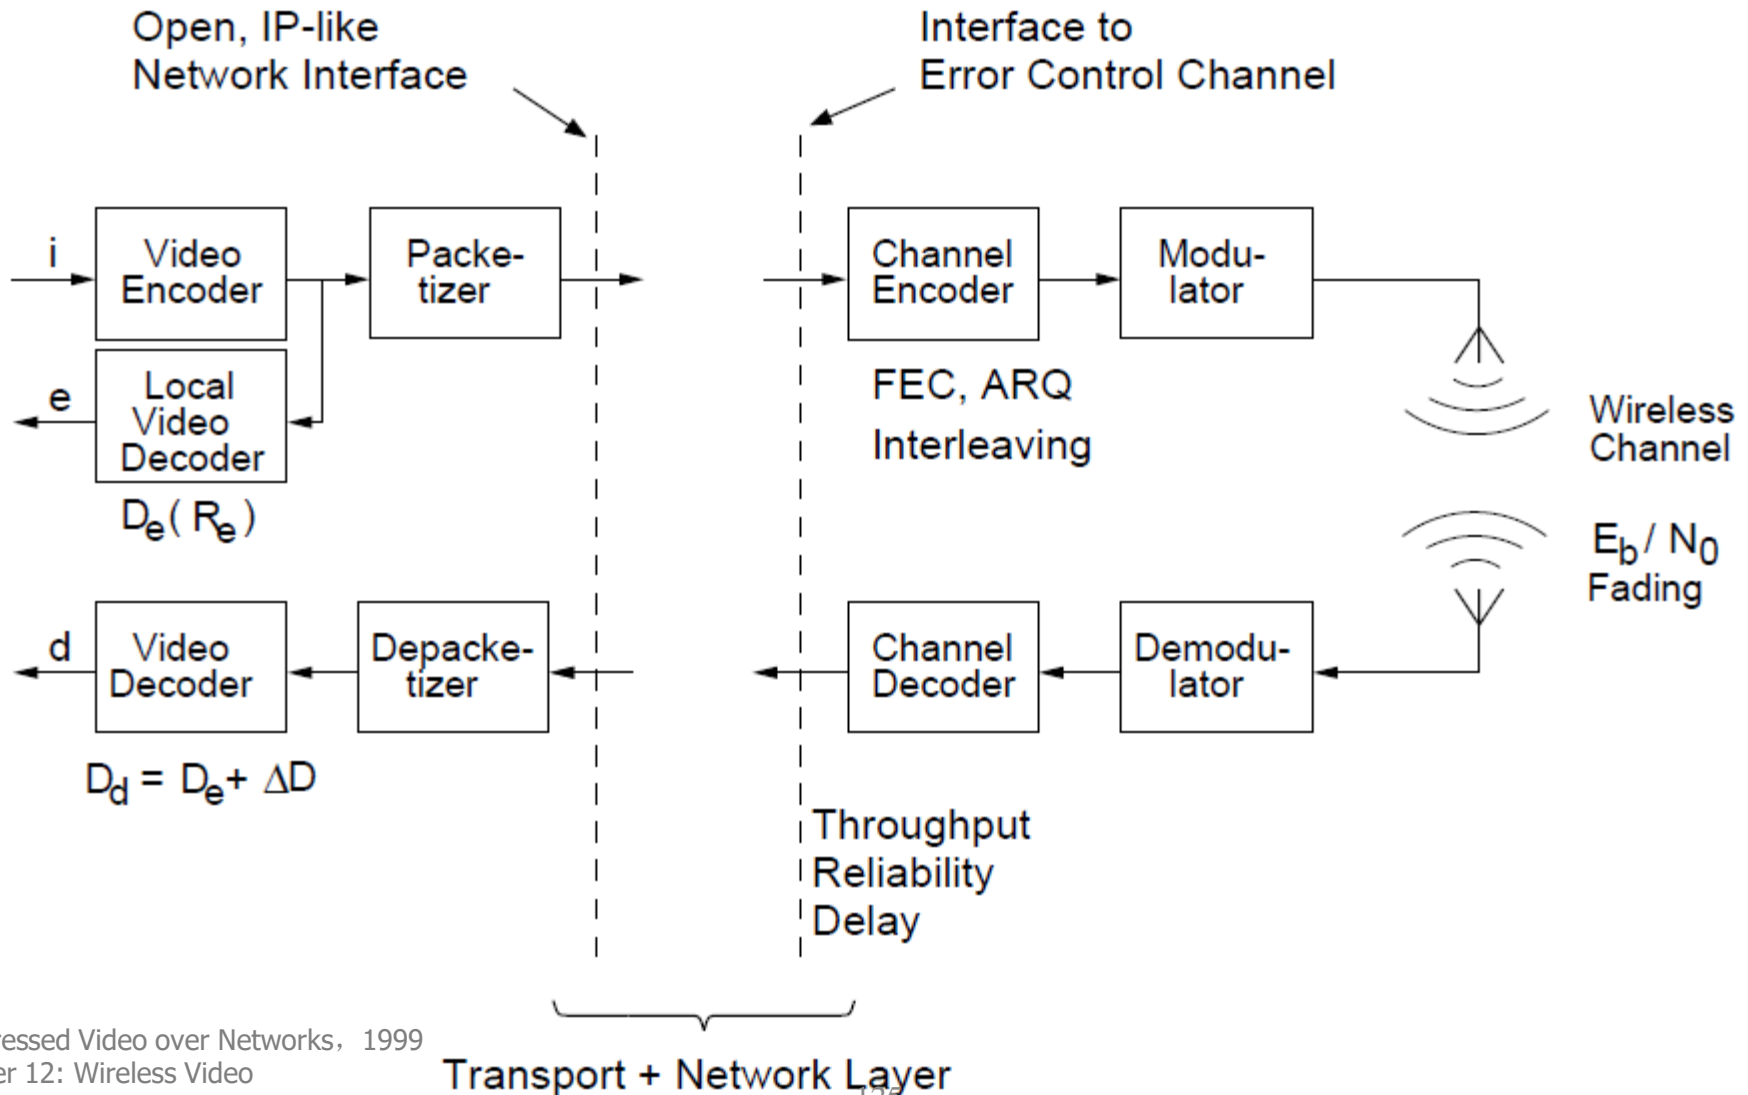 Open, IP-like
Network Interface
Interface to
Error Control Channel
i
Video
Encoder
Packe-
tizer
Channel
Encoder
Modu-
lator
e
Local
Video
Decoder
FEC, ARQ
Interleaving
Wireless
Channel
De( Re )
Eb / N0
Fading
d
Video
Decoder
Depacke-
tizer
Channel
Decoder
Demodu-
lator
Dd = De+ ΔD
Throughput
Reliability
Delay
Video over Networks，1999
12: Wireless Video
Transport + Network Layer